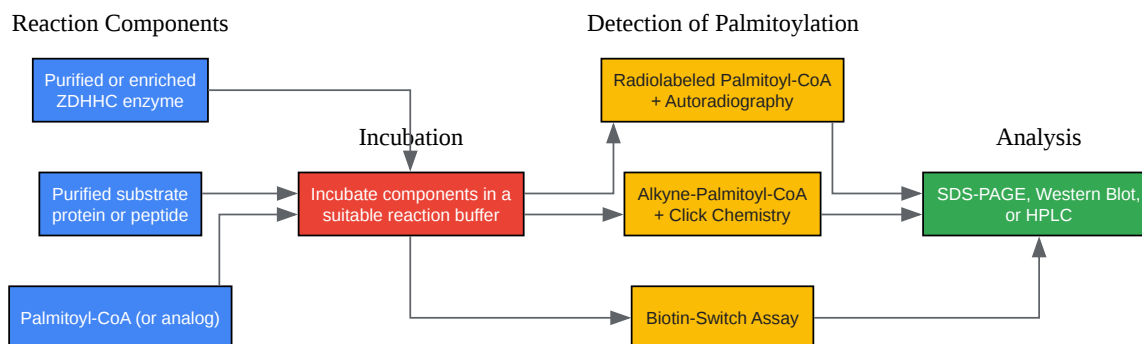 Reaction Components
Purified or enriched
ZDHHC enzyme
Purified substrate
protein or peptide
Palmitoyl-CoA (or analog)
Incubation
Incubate components in a
suitable reaction buffer
Detection of Palmitoylation
Radiolabeled Palmitoyl-CoA
+ Autoradiography
Alkyne-Palmitoyl-CoA
+ Click Chemistry
Biotin-Switch Assay
Analysis
SDS-PAGE, Western Blot,
or HPLC